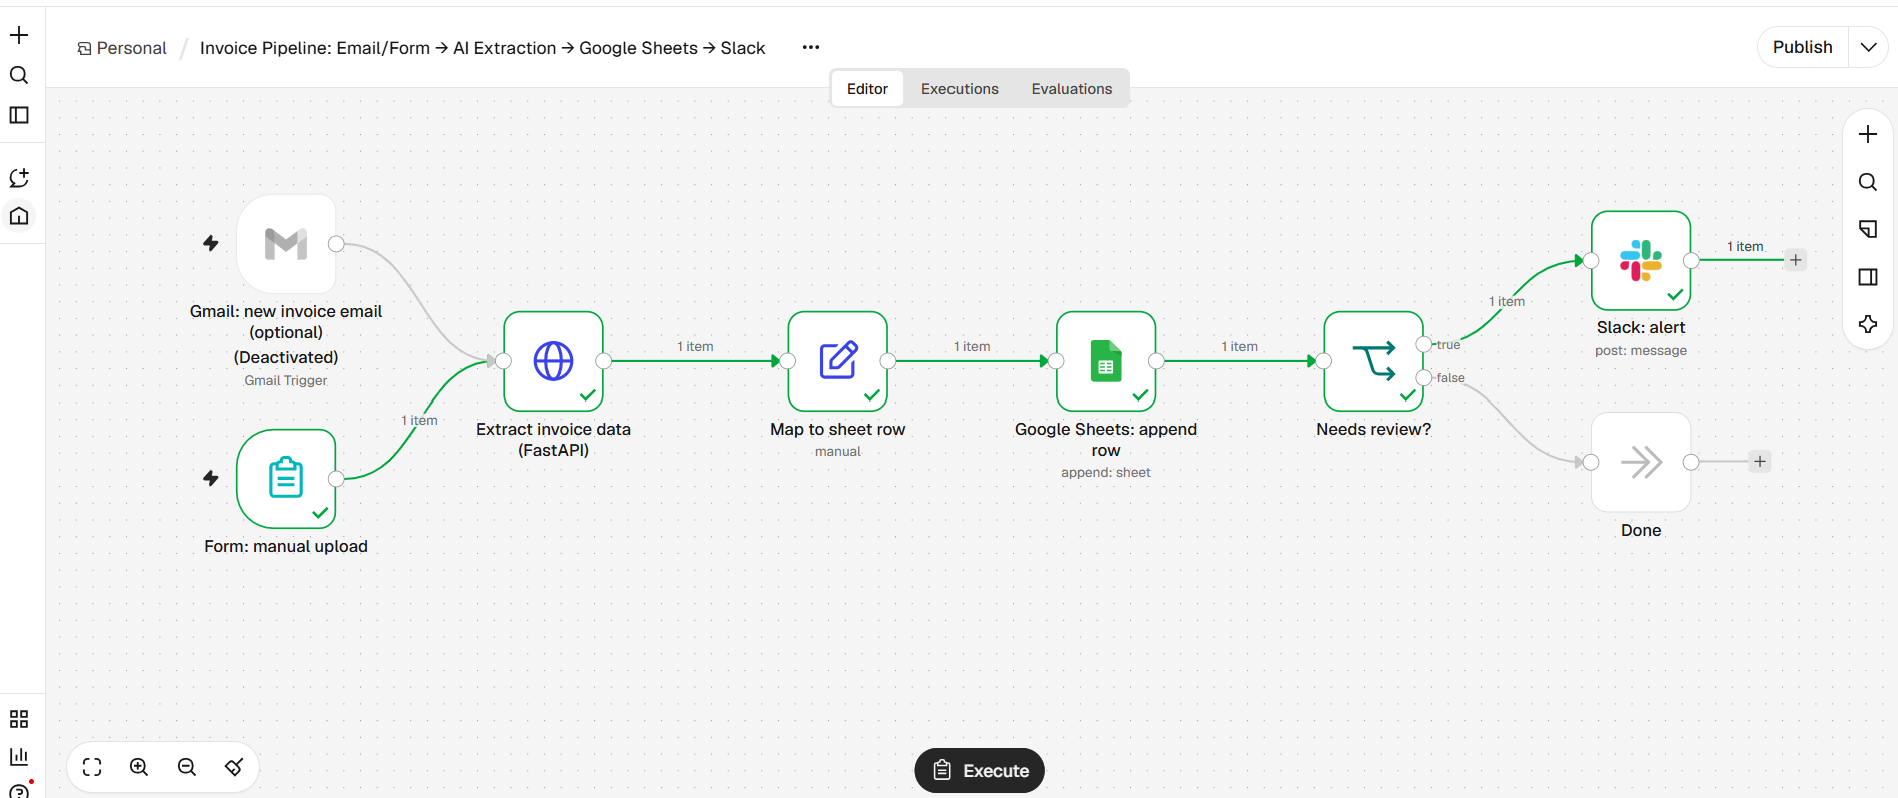 Personal / Invoice Pipeline: Email/Form → AI Extraction → Google Sheets → Slack ...
Publish
Editor Executions Evaluations
Gmail: new invoice email
(optional)
(Deactivated)
Gmail Trigger
1 item
Form: manual upload
Extract invoice data
(FastAPI)
1 item
Map to sheet row
manual
1 item
Google Sheets: append
row
append: sheet
1 item
Needs review?
true
false
1 item
Slack: alert
post: message
1 item
Done
Execute